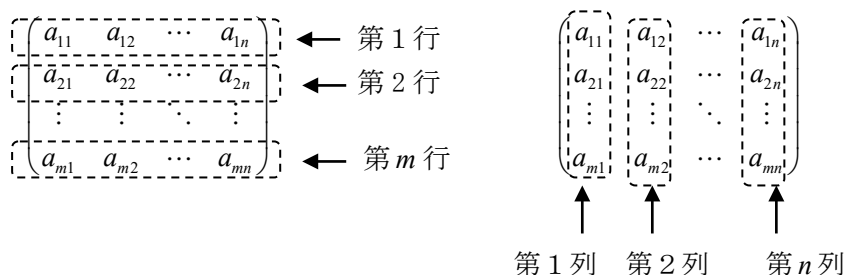 a₁₁ a₁₂ ⋯ a₁ₙ ← 第1行
a₂₁ a₂₂ ⋯ a₂ₙ ← 第2行
⋮ ⋮ ⋱ ⋮
aₘ₁ aₘ₂ ⋯ aₘₙ ← 第m行
a₁₁ a₁₂ ⋯ a₁ₙ
a₂₁ a₂₂ ⋯ a₂ₙ
⋮ ⋮ ⋱ ⋮
aₘ₁ aₘ₂ ⋯ aₘₙ
第1列 第2列 第n列